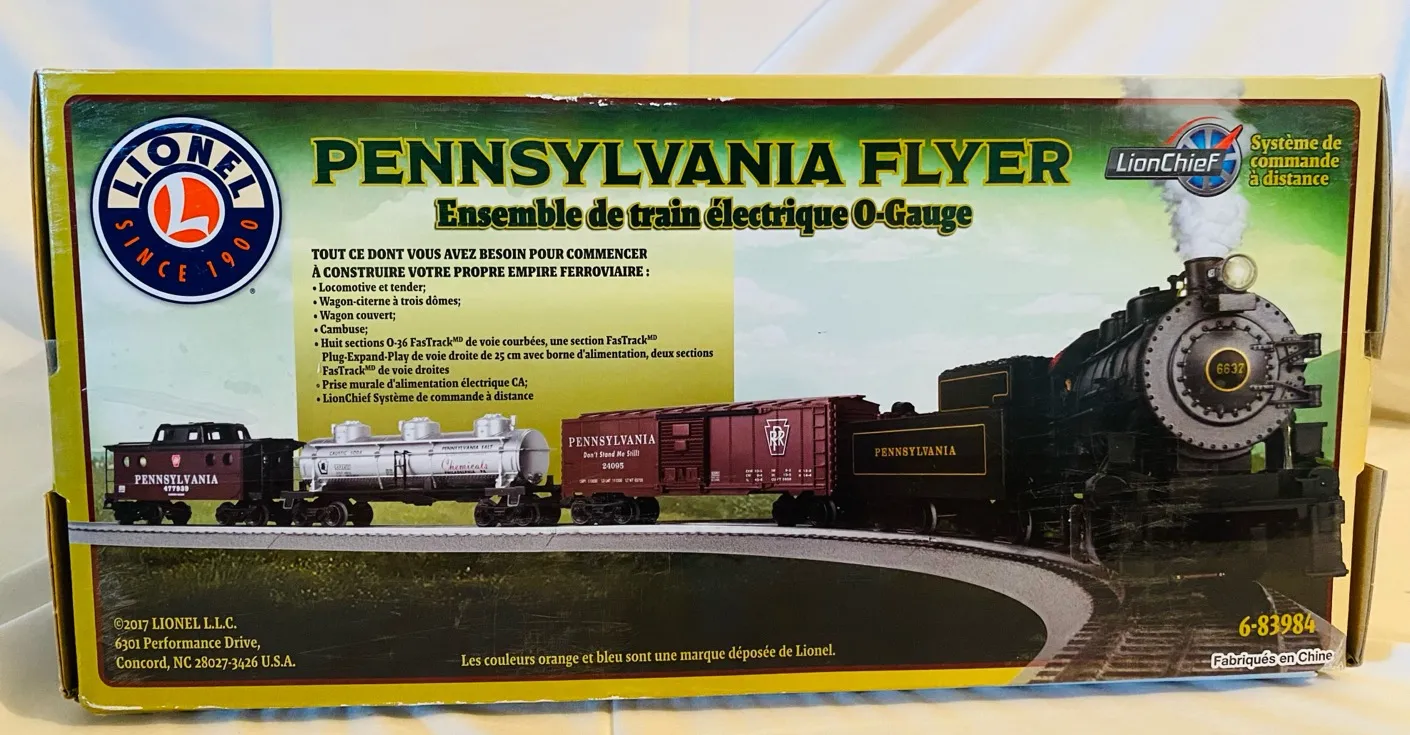 LIONEL
L
SINCE 1900
PENNSYLVANIA FLYER
LionChief
Système de
commande
à distance
Ensemble de train électrique O-Gauge
TOUT CE DONT VOUS AVEZ BESOIN POUR COMMENCER
À CONSTRUIRE VOTRE PROPRE EMPIRE FERROVIAIRE :
• Locomotive et tender;
• Wagon-citerne à trois dômes;
• Wagon couvert;
• Cambuse;
• Huit sections O-36 FasTrackMD de voie courbées, une section FasTrackMD
Plug-Expand-Play de voie droite de 25 cm avec borne d'alimentation, deux sections
FasTrackMD de voie droites
• Prise murale d'alimentation électrique CA;
• LionChief Système de commande à distance
6637
PENNSYLVANIA
477939
CAUSTIC SODA
PENNSYLVANIA SALT
Chemicals
PENNSYLVANIA
Don't Stand Me Still!
24095
PRR
PENNSYLVANIA
©2017 LIONEL L.L.C.
6301 Performance Drive,
Concord, NC 28027-3426 U.S.A.
Les couleurs orange et bleu sont une marque déposée de Lionel.
6-83984
Fabriqués en Chine